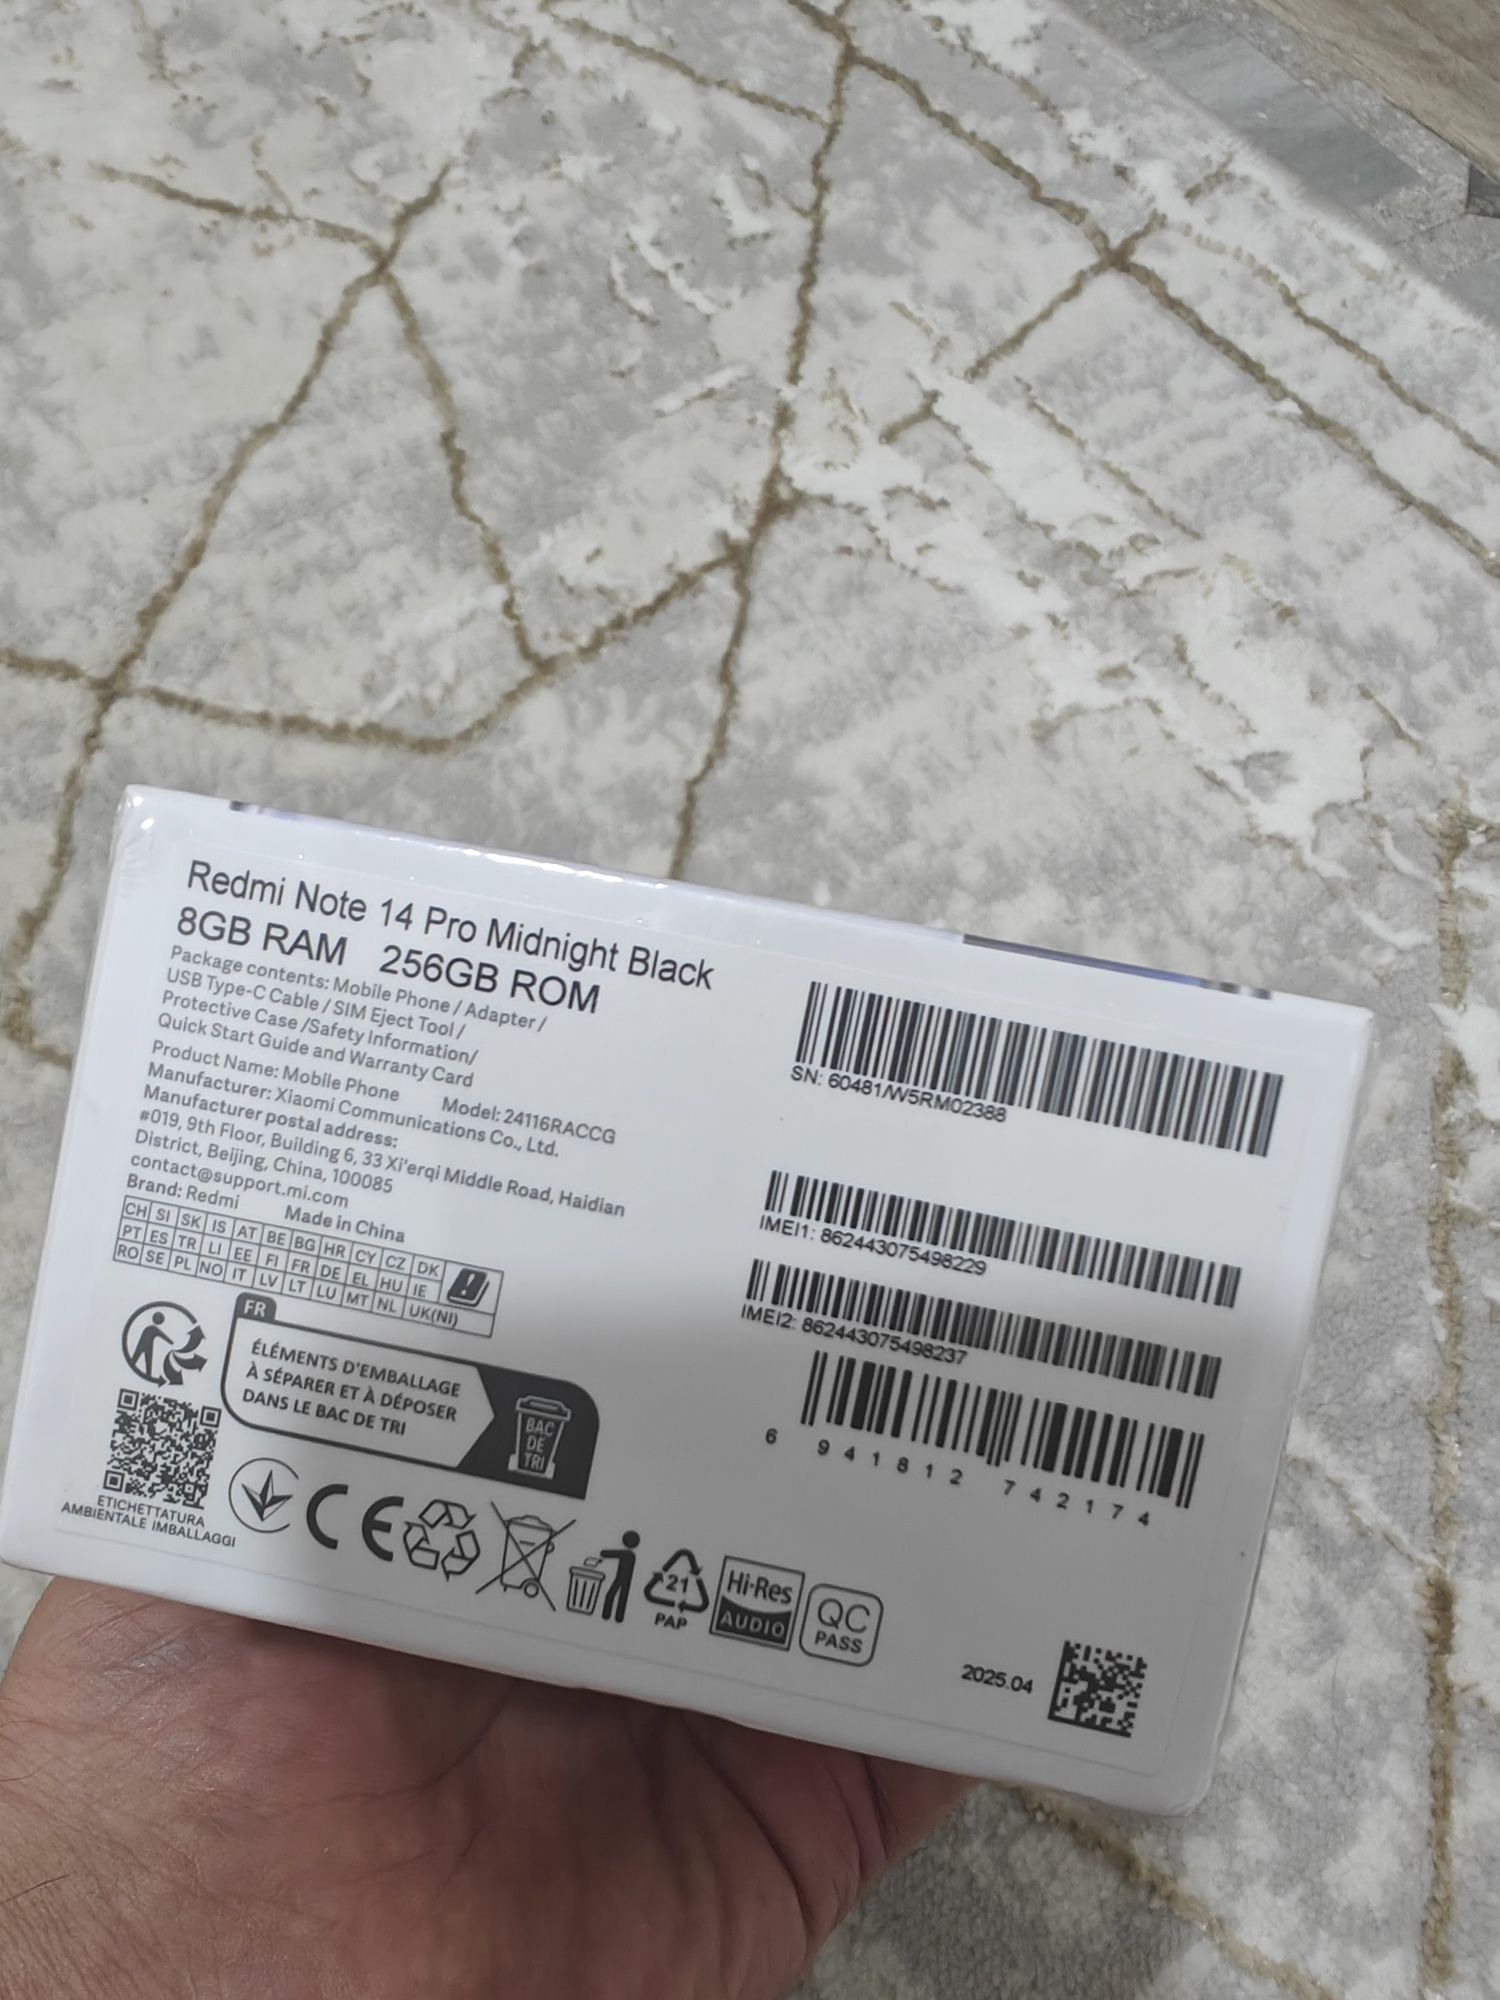 Redmi Note 14 Pro Midnight Black
8GB RAM 256GB ROM
Package contents: Mobile Phone / Adapter /
USB Type-C Cable / SIM Eject Tool /
Protective Case /Safety Information/
Quick Start Guide and Warranty Card
Product Name: Mobile Phone Model: 24116RACCG
Manufacturer: Xiaomi Communications Co., Ltd.
Manufacturer postal address:
#019, 9th Floor, Building 6, 33 Xi'erqi Middle Road, Haidian
District, Beijing, China, 100085
contact@support.mi.com
Brand: Redmi Made in China
CH SI SK IS AT BE BG HR CY CZ DK
PT ES TR LI EE FI FR DE EL HU IE
RO SE PL NO IT LV LT LU MT NL UK(NI)
FR
ÉLÉMENTS D'EMBALLAGE
À SÉPARER ET À DÉPOSER
DANS LE BAC DE TRI
BAC
DE
TRI
ETICHETTATURA
AMBIENTALE IMBALLAGGI
CE
21
PAP
Hi-Res
AUDIO
QC
PASS
SN: 60481/W5RM02388
IMEI1: 862443075498229
IMEI2: 862443075498237
6 941812 742174
2025.04